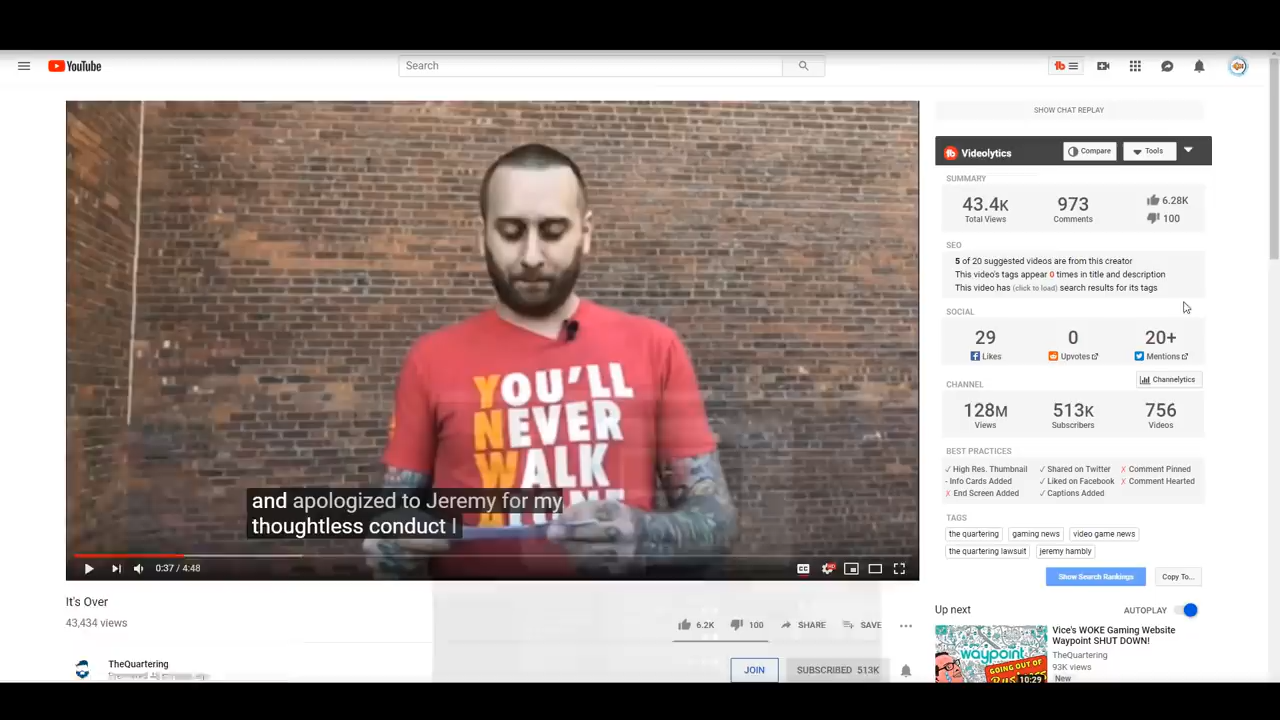 YouTube
Search
SHOW CHAT REPLAY
YOU'LL
NEVER
WALK
and apologized to Jeremy for my
thoughtless conduct I
0:37 / 4:48
It's Over
43,434 views
6.2K
100
SHARE
SAVE
TheQuartering
JOIN
SUBSCRIBED 513K
Videolytics
Compare
Tools
SUMMARY
43.4K
Total Views
973
Comments
6.28K
100
SEO
5 of 20 suggested videos are from this creator
This video's tags appear 0 times in title and description
This video has (click to load) search results for its tags
SOCIAL
29
Likes
0
Upvotes
20+
Mentions
CHANNEL
Channelytics
128M
Views
513K
Subscribers
756
Videos
BEST PRACTICES
✓ High Res. Thumbnail
✓ Shared on Twitter
✗ Comment Pinned
- Info Cards Added
✓ Liked on Facebook
✗ Comment Hearted
✗ End Screen Added
✓ Captions Added
TAGS
the quartering
gaming news
video game news
the quartering lawsuit
jeremy hambly
Show Search Rankings
Copy To...
Up next
AUTOPLAY
waypoint
GOING OUT OF
10:29
Vice's WOKE Gaming Website
Waypoint SHUT DOWN!
TheQuartering
93K views
New